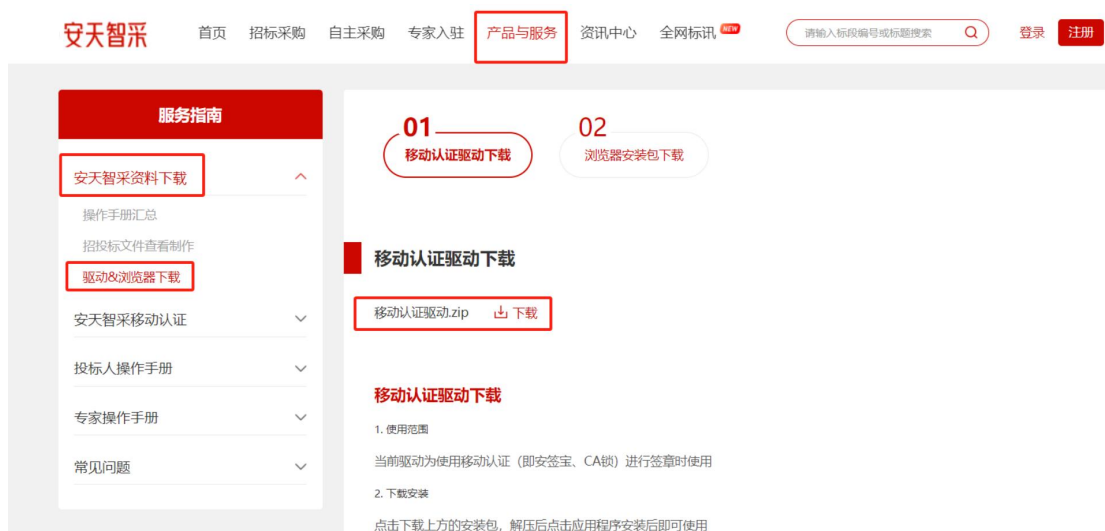 安天智采 首页 招标采购 自主采购 专家入驻 产品与服务 资讯中心 全网标讯 NEW 请输入标段编号或标题搜索 登录 注册
服务指南
安天智采资料下载
操作手册汇总
招投标文件查看制作
驱动&浏览器下载
安天智采移动认证
投标人操作手册
专家操作手册
常见问题
01
移动认证驱动下载
02
浏览器安装包下载
移动认证驱动下载
移动认证驱动.zip 下载
移动认证驱动下载
1. 使用范围
当前驱动为使用移动认证（即安签宝、CA锁）进行签章时使用
2. 下载安装
点击下载上方的安装包，解压后点击应用程序安装后即可使用